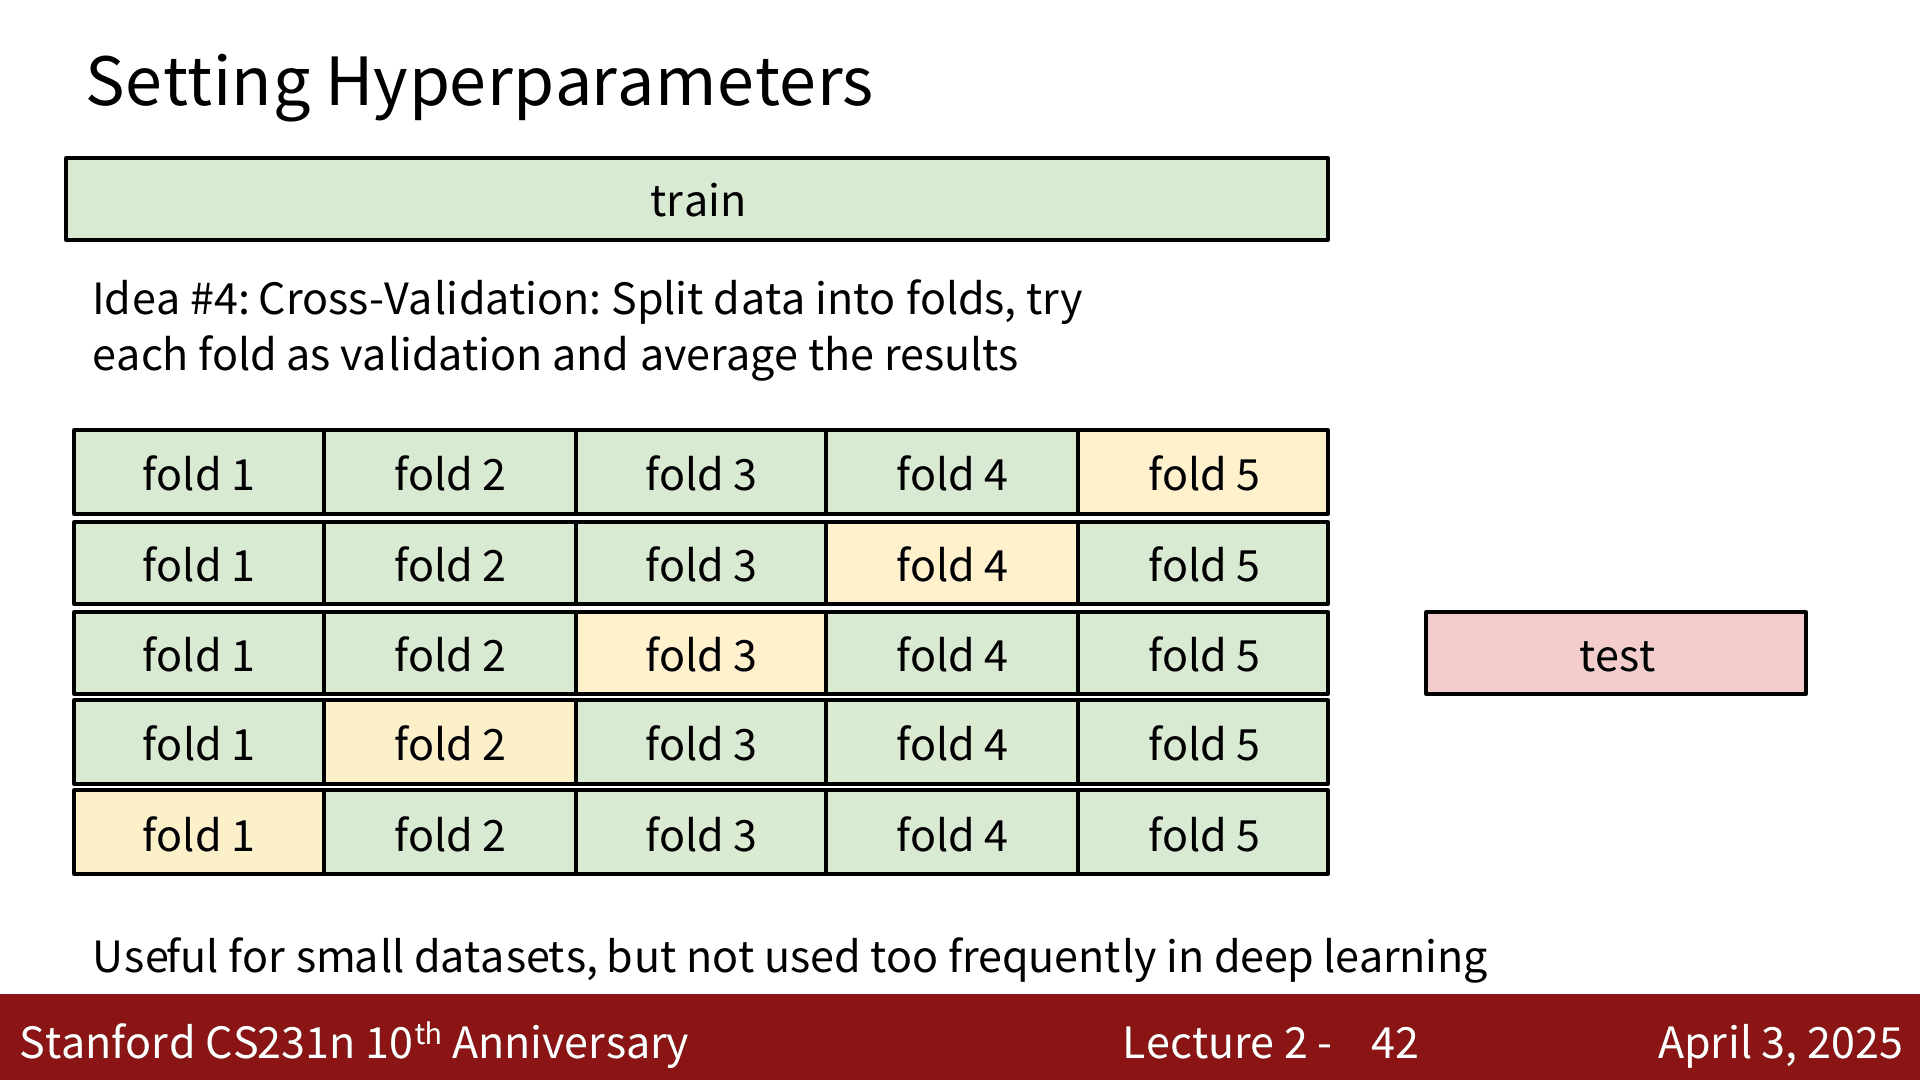 Setting Hyperparameters
train
Idea #4: Cross-Validation: Split data into folds, try
each fold as validation and average the results
fold 1 fold 2 fold 3 fold 4 fold 5
fold 1 fold 2 fold 3 fold 4 fold 5
fold 1 fold 2 fold 3 fold 4 fold 5 test
fold 1 fold 2 fold 3 fold 4 fold 5
fold 1 fold 2 fold 3 fold 4 fold 5
Useful for small datasets, but not used too frequently in deep learning
Stanford CS231n 10th Anniversary Lecture 2 - 42 April 3, 2025